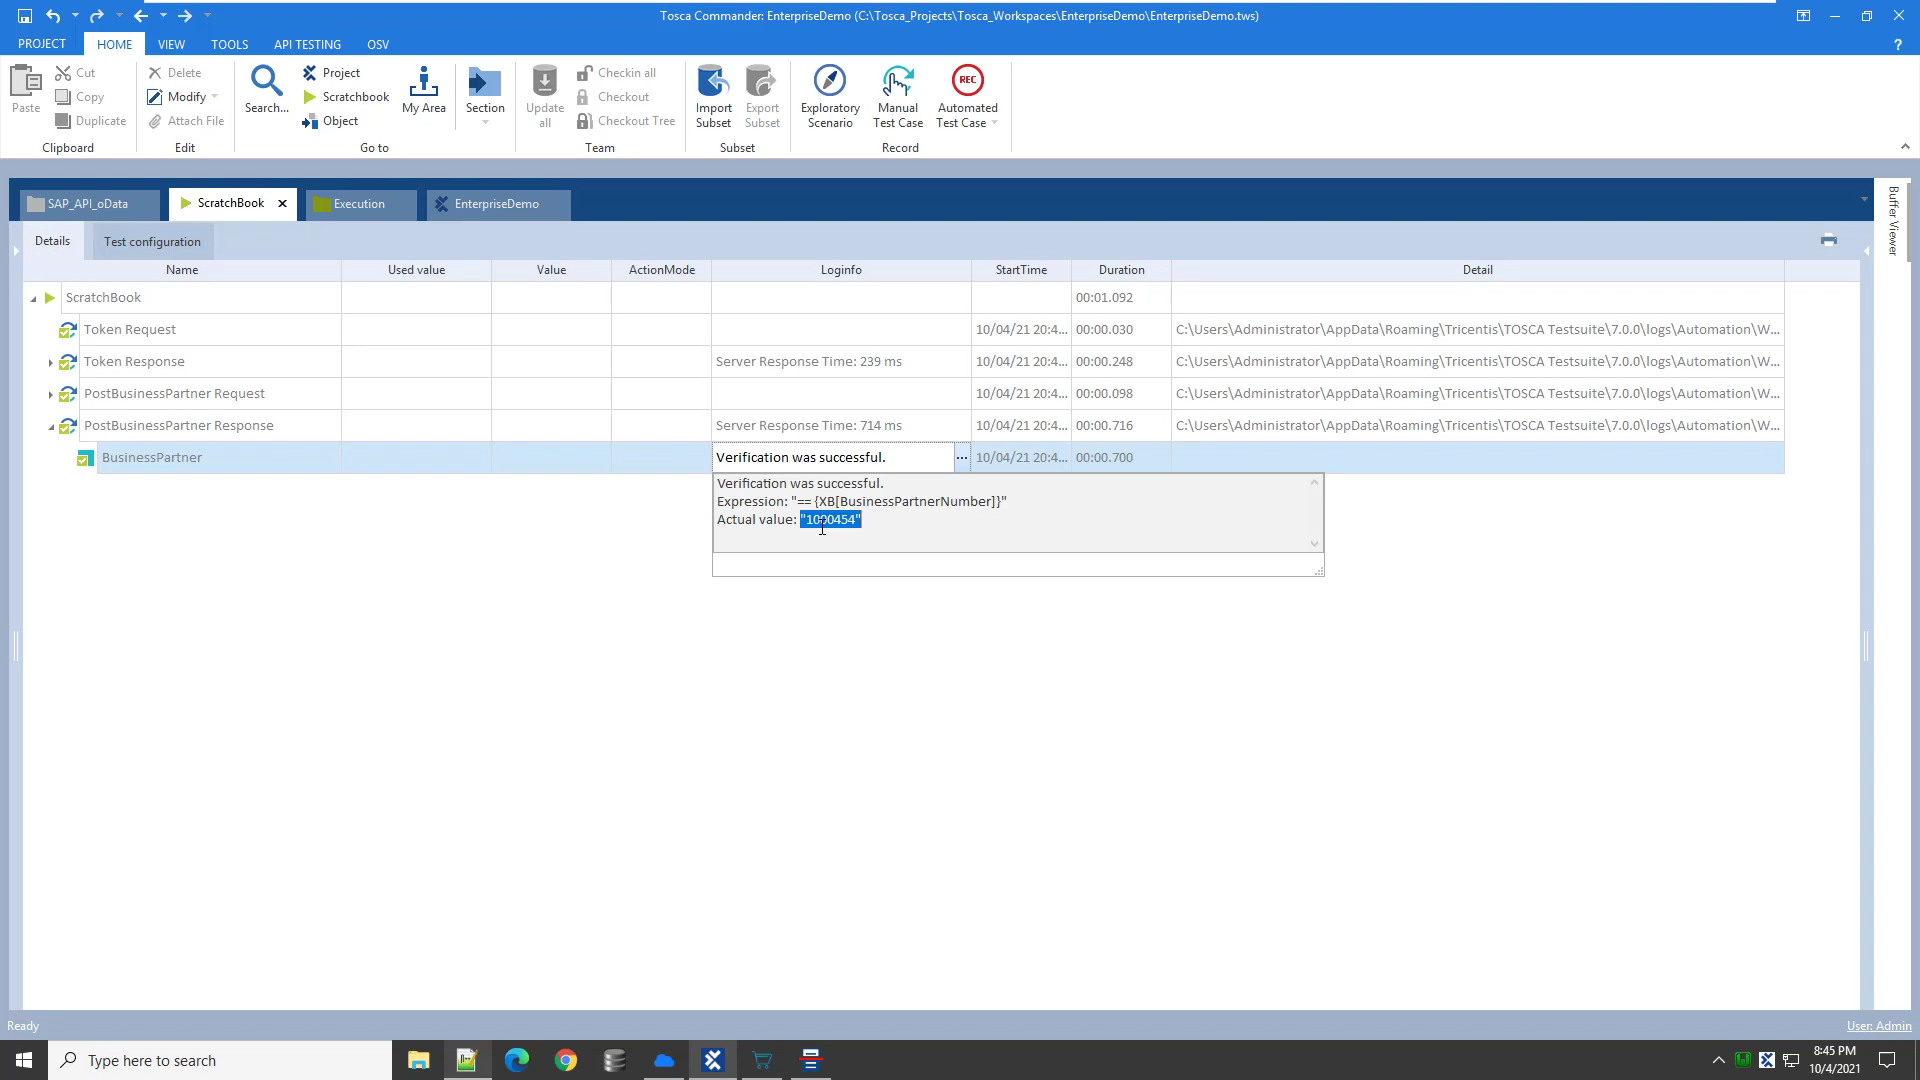 Tosca Commander: EnterpriseDemo (C:\Tosca_Projects\Tosca_Workspaces\EnterpriseDemo\EnterpriseDemo.tws)
PROJECT HOME VIEW TOOLS API TESTING OSV ?
Paste Cut Copy Duplicate
Clipboard
Delete Modify Attach File
Edit
Search... Project Scratchbook Object My Area Section
Go to
Update all Checkin all Checkout Checkout Tree
Team
Import Subset Export Subset
Subset
Exploratory Scenario Manual Test Case REC Automated Test Case
Record
SAP_API_oData ScratchBook Execution EnterpriseDemo
Buffer Viewer
Details Test configuration
Name Used value Value ActionMode Loginfo StartTime Duration Detail
ScratchBook 00:01.092
Token Request 10/04/21 20:4... 00:00.030 C:\Users\Administrator\AppData\Roaming\Tricentis\TOSCA Testsuite\7.0.0\logs\Automation\W...
Token Response Server Response Time: 239 ms 10/04/21 20:4... 00:00.248 C:\Users\Administrator\AppData\Roaming\Tricentis\TOSCA Testsuite\7.0.0\logs\Automation\W...
PostBusinessPartner Request 10/04/21 20:4... 00:00.098 C:\Users\Administrator\AppData\Roaming\Tricentis\TOSCA Testsuite\7.0.0\logs\Automation\W...
PostBusinessPartner Response Server Response Time: 714 ms 10/04/21 20:4... 00:00.716 C:\Users\Administrator\AppData\Roaming\Tricentis\TOSCA Testsuite\7.0.0\logs\Automation\W...
BusinessPartner Verification was successful. ... 10/04/21 20:4... 00:00.700
Verification was successful.
Expression: "== {XB[BusinessPartnerNumber]}"
Actual value: "1000454"
Ready User: Admin
Type here to search
8:45 PM
10/4/2021